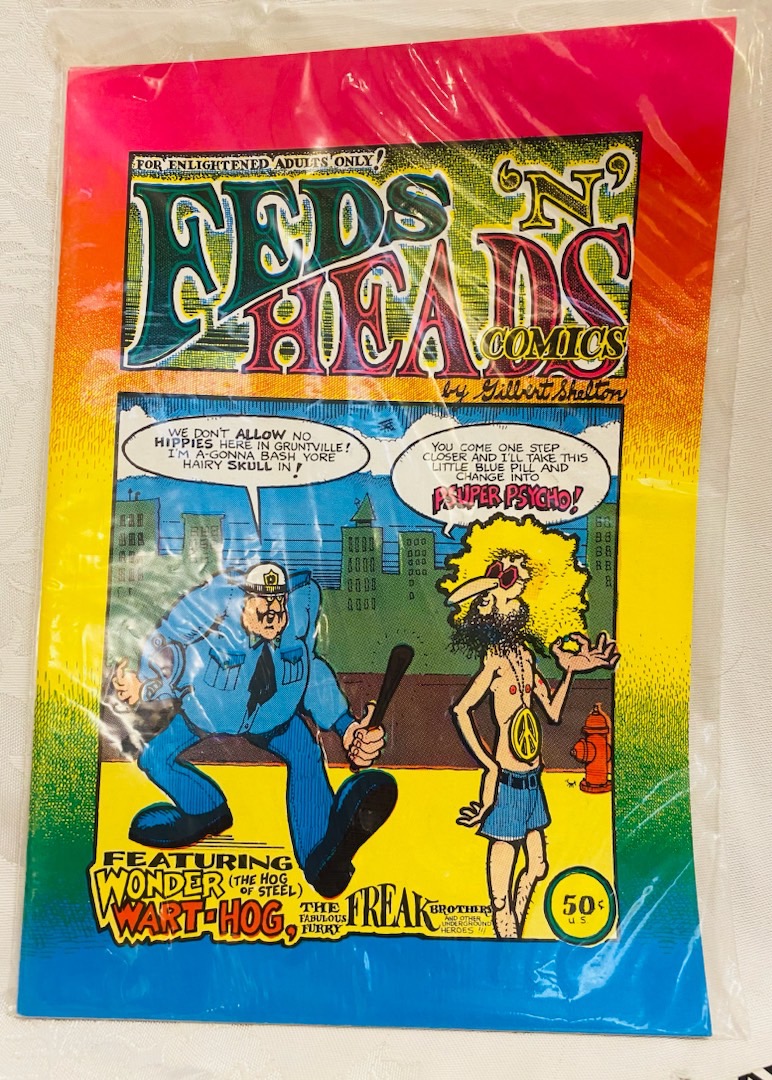 FOR ENLIGHTENED ADULTS ONLY!
FEDS 'N'
HEADS
COMICS
by Gilbert Shelton
WE DON'T ALLOW NO
HIPPIES HERE IN GRUNTVILLE!
I'M A-GONNA BASH YORE
HAIRY SKULL IN!
YOU COME ONE STEP
CLOSER AND I'LL TAKE THIS
LITTLE BLUE PILL AND
CHANGE INTO
PSUPER PSYCHO!
FEATURING
WONDER (THE HOG
OF STEEL)
WART-HOG,
THE
FABULOUS
FURRY
FREAK
BROTHERS
AND OTHER
UNDERGROUND
HEROES!!!
50¢
U S